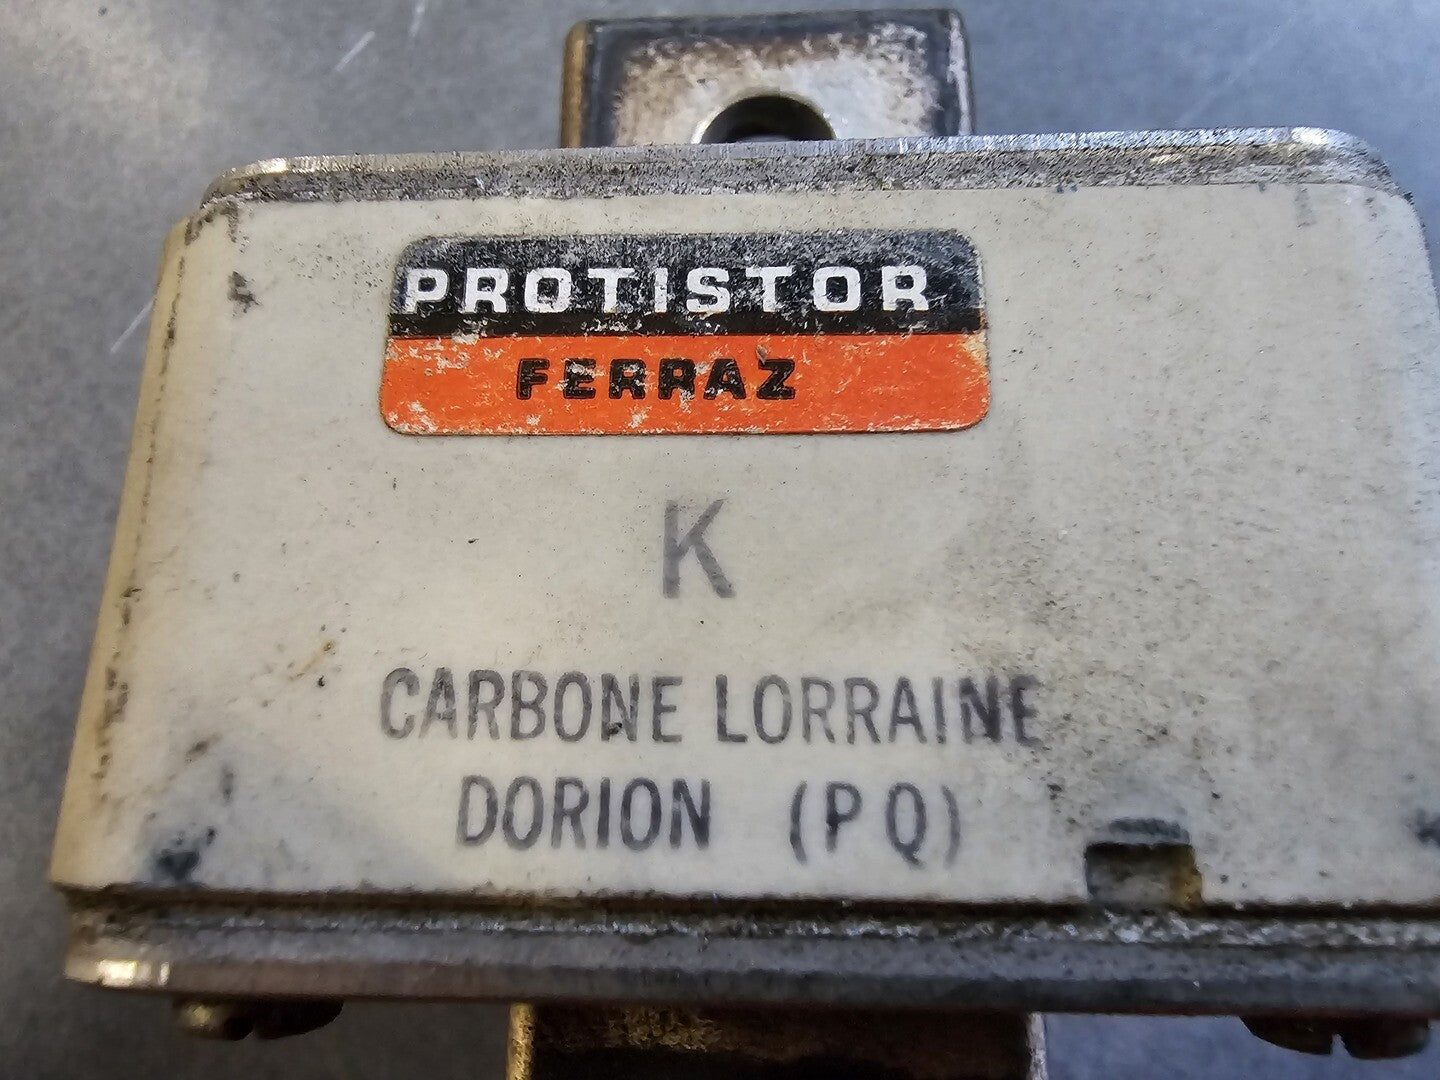 PROTISTOR
FERRAZ
K
CARBONE LORRAINE
DORION (PQ)